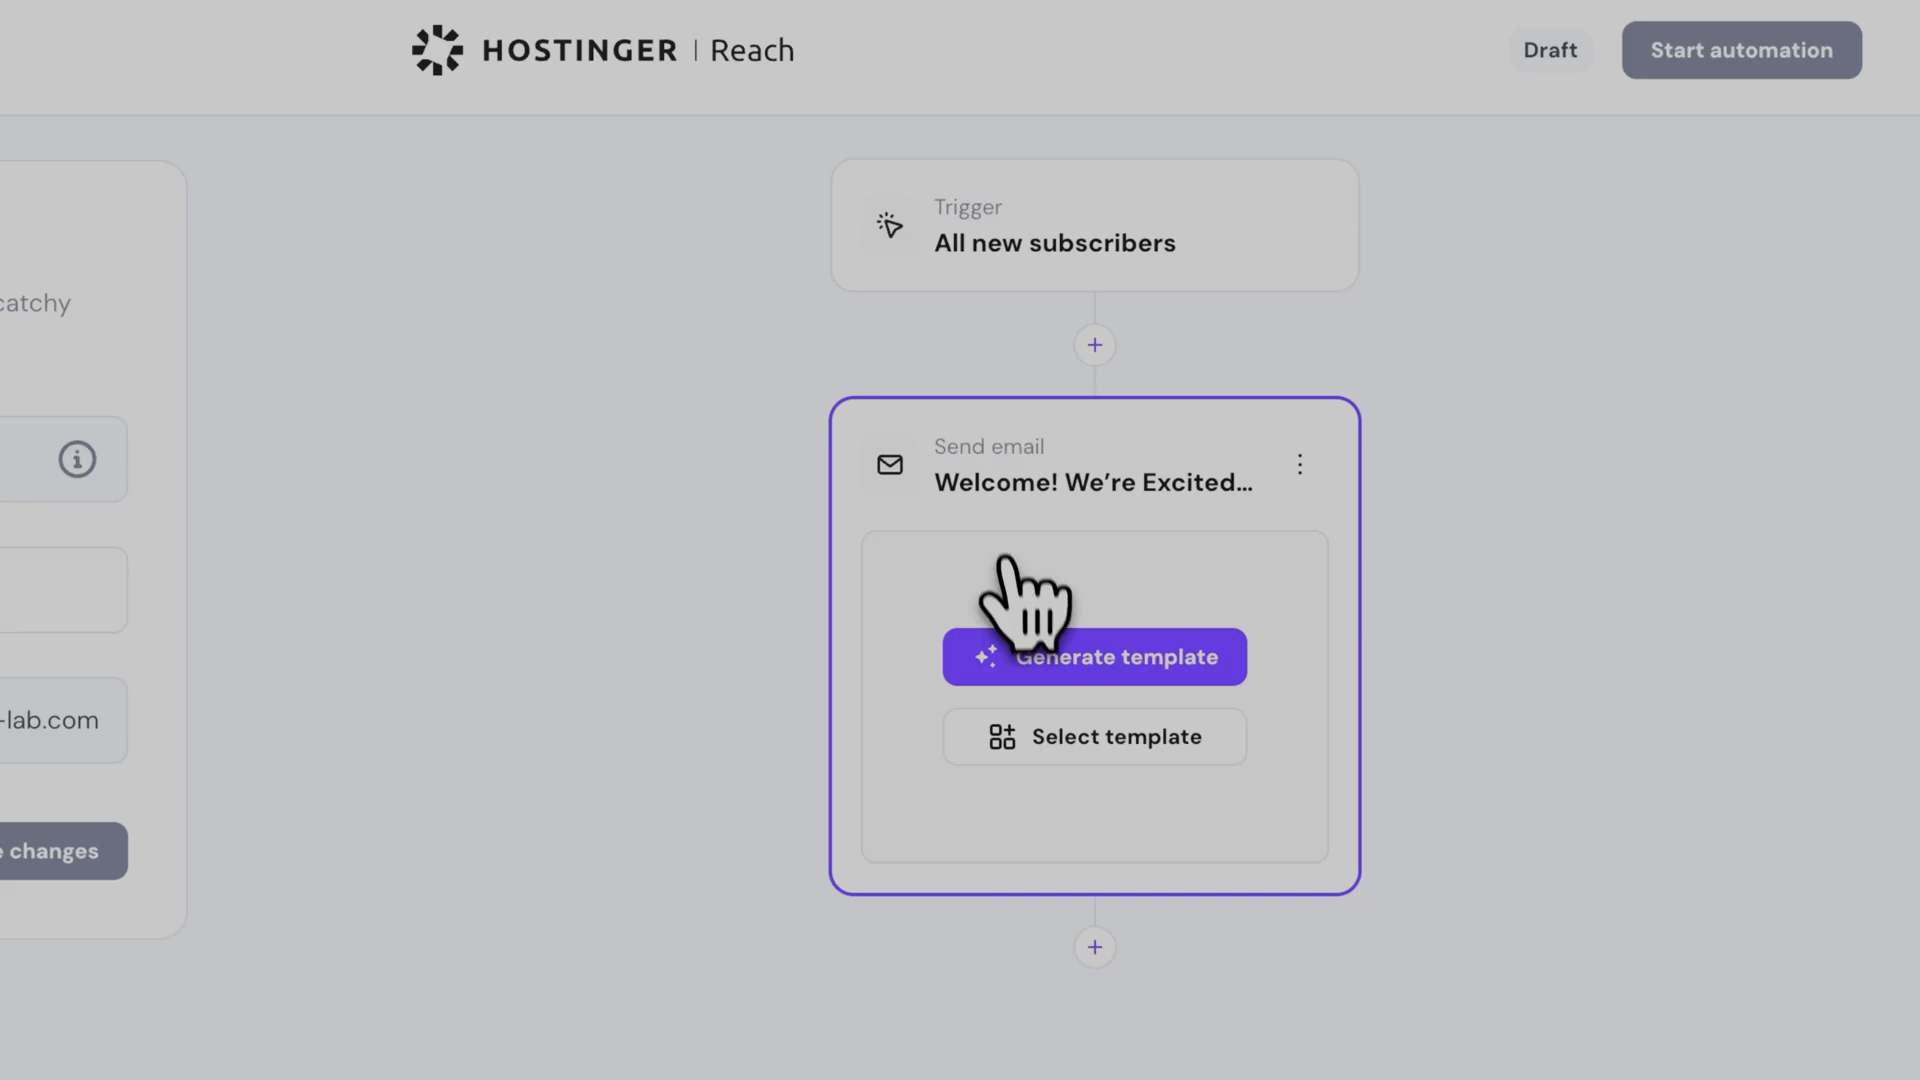 HOSTINGER | Reach
Draft
Start automation
catchy
Trigger
All new subscribers
Send email
Welcome! We're Excited...
Generate template
Select template
-lab.com
changes